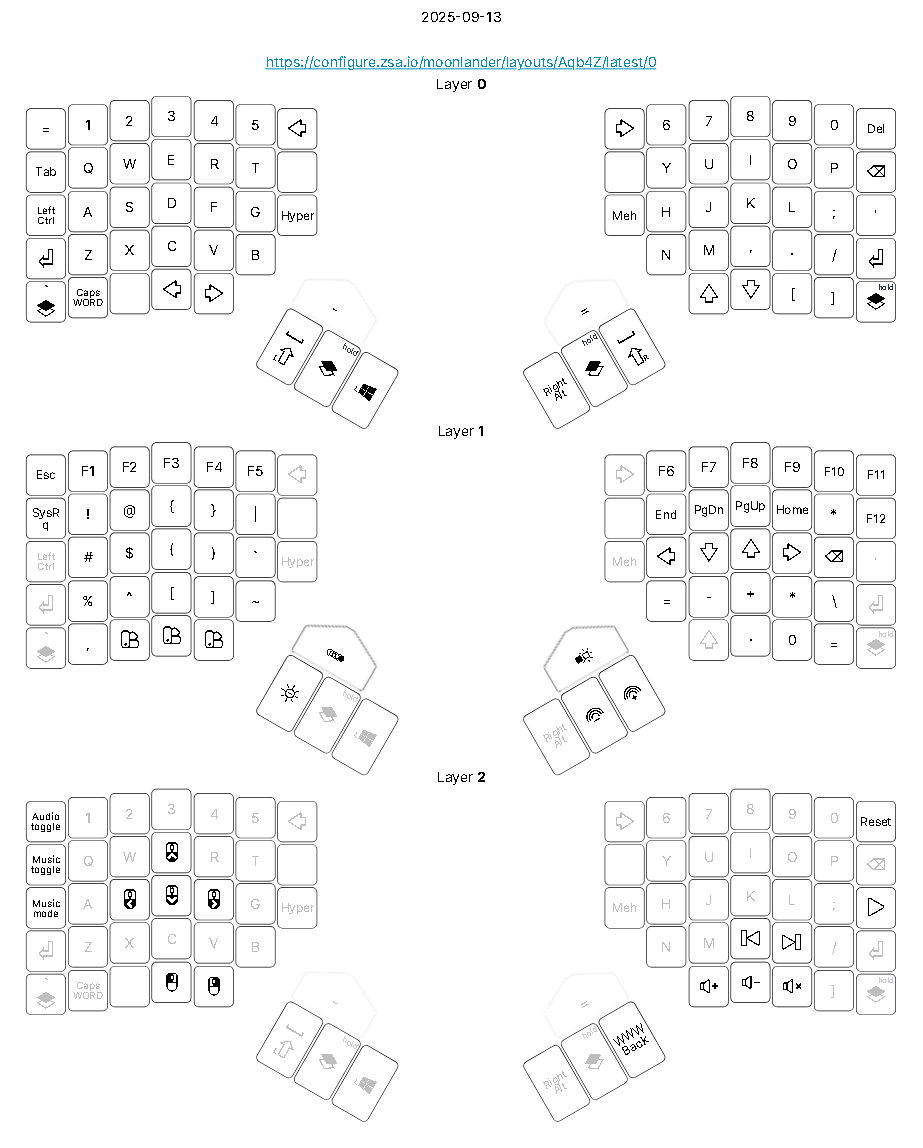 2025-09-13
https://configure.zsa.io/moonlander/layouts/Aqb4Z/latest/0
Layer 0
= 1 2 3 4 5 6 7 8 9 0 Del
Tab Q W E R T Y U I O P
Left Ctrl A S D F G Hyper Meh H J K L ; '
Z X C V B N M , . /
` Caps WORD [ ] hold
- =
L hold L Right Alt hold R
Layer 1
Esc F1 F2 F3 F4 F5 F6 F7 F8 F9 F10 F11
SysR q ! @ { } | End PgDn PgUp Home * F12
Left Ctrl # $ ( ) ` Hyper Meh '
% ^ [ ] ~ = - + * \
` , . 0 = hold
hold L Right Alt
Layer 2
Audio toggle 1 2 3 4 5 6 7 8 9 0 Reset
Music toggle Q W R T Y U I O P
Music mode A G Hyper Meh H J K L ;
Z X C V B N M /
` Caps WORD ] hold
- =
L hold L Right Alt hold WWW Back